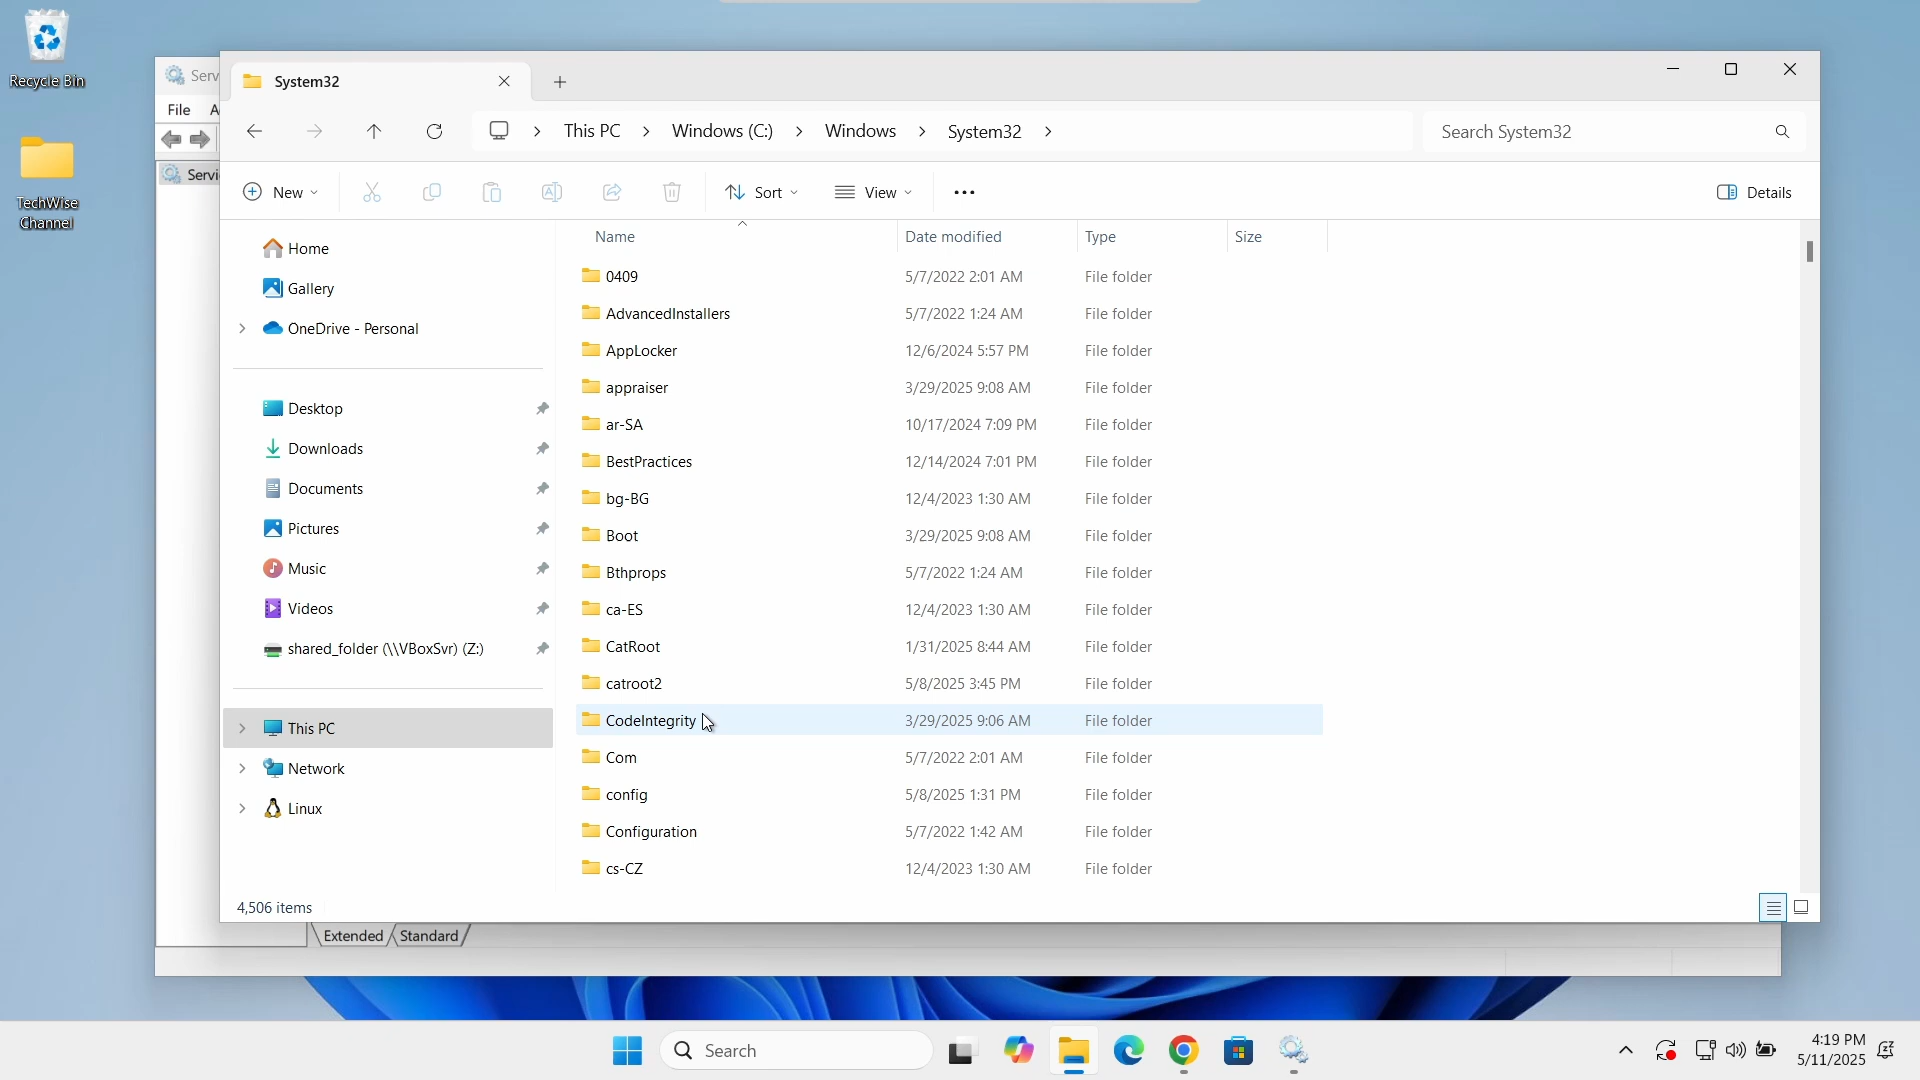 Recycle Bin
TechWise
Channel
Serv
File A
Servi
System32
This PC
Windows (C:)
Windows
System32
Search System32
New
Sort
View
Details
Home
Gallery
OneDrive - Personal
Desktop
Downloads
Documents
Pictures
Music
Videos
shared_folder (\\VBoxSvr) (Z:)
This PC
Network
Linux
Name Date modified Type Size
0409 5/7/2022 2:01 AM File folder
AdvancedInstallers 5/7/2022 1:24 AM File folder
AppLocker 12/6/2024 5:57 PM File folder
appraiser 3/29/2025 9:08 AM File folder
ar-SA 10/17/2024 7:09 PM File folder
BestPractices 12/14/2024 7:01 PM File folder
bg-BG 12/4/2023 1:30 AM File folder
Boot 3/29/2025 9:08 AM File folder
Bthprops 5/7/2022 1:24 AM File folder
ca-ES 12/4/2023 1:30 AM File folder
CatRoot 1/31/2025 8:44 AM File folder
catroot2 5/8/2025 3:45 PM File folder
CodeIntegrity 3/29/2025 9:06 AM File folder
Com 5/7/2022 2:01 AM File folder
config 5/8/2025 1:31 PM File folder
Configuration 5/7/2022 1:42 AM File folder
cs-CZ 12/4/2023 1:30 AM File folder
4,506 items
Extended Standard
Search
4:19 PM
5/11/2025